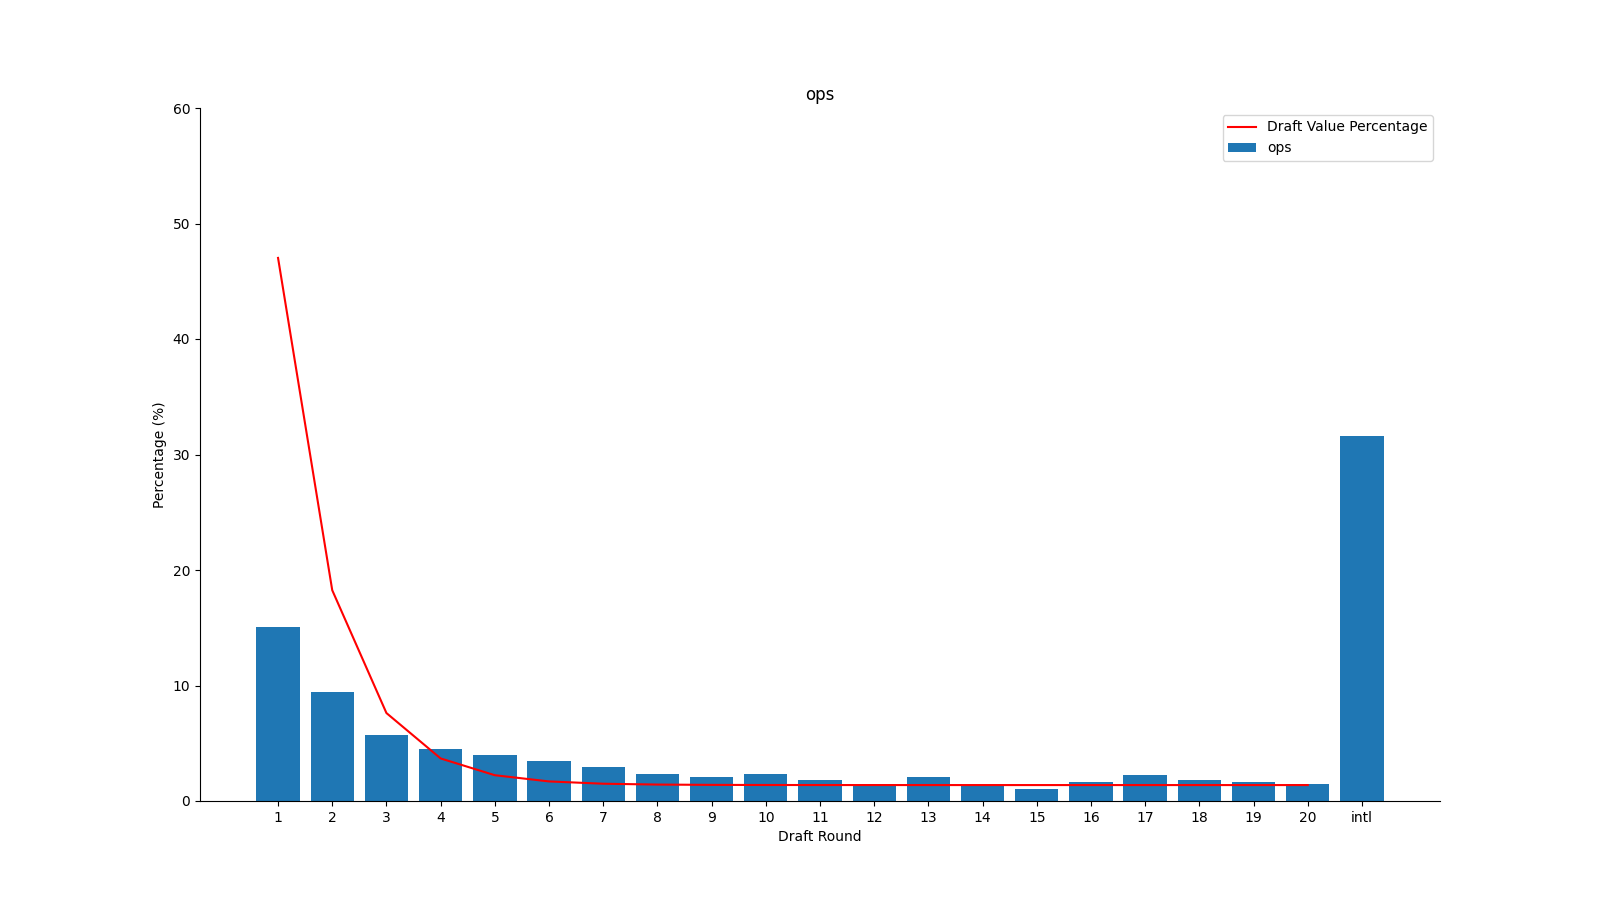 ops
Draft Value Percentage
ops
Percentage (%)
60
50
40
30
20
10
0
1 2 3 4 5 6 7 8 9 10 11 12 13 14 15 16 17 18 19 20 intl
Draft Round